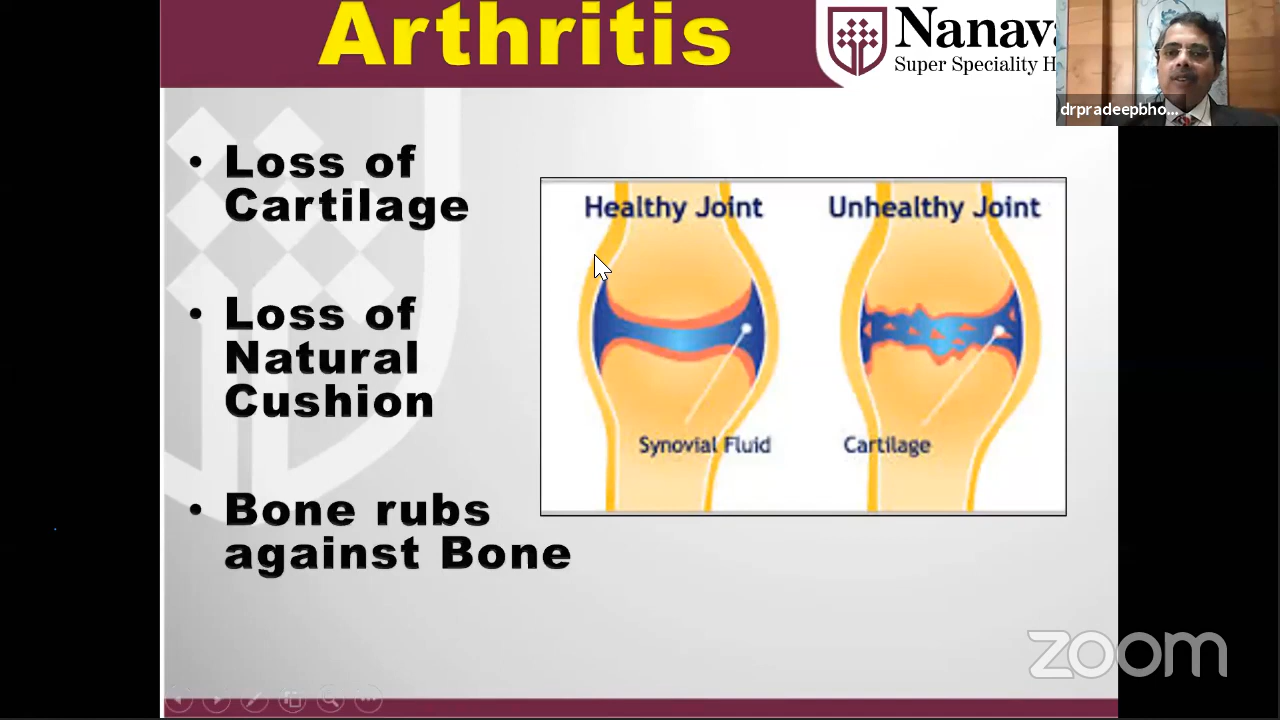 Arthritis
Nanava
Super Speciality H
drpradeepbho...
• Loss of
Cartilage
• Loss of
Natural
Cushion
• Bone rubs
against Bone
Healthy Joint
Unhealthy Joint
Synovial Fluid
Cartilage
zoom